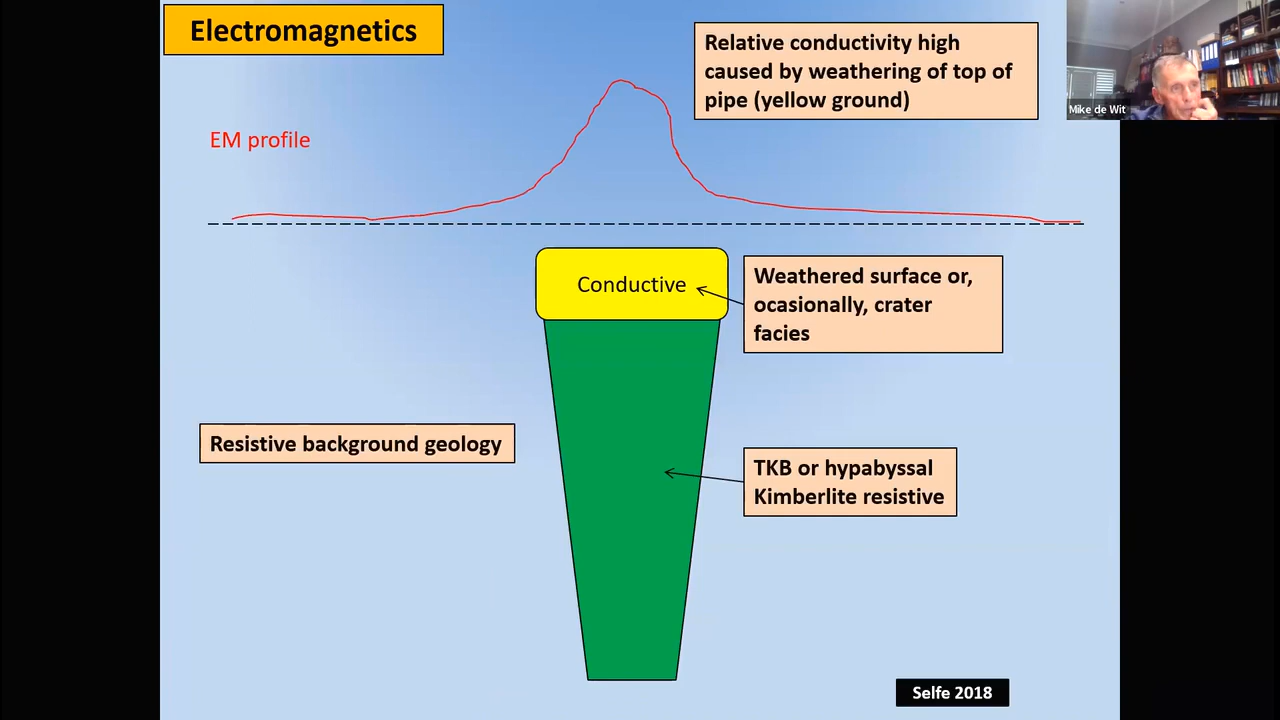 Electromagnetics
Relative conductivity high
caused by weathering of top of
pipe (yellow ground)
Mike de Wit
EM profile
Conductive
Weathered surface or,
ocasionally, crater
facies
Resistive background geology
TKB or hypabyssal
Kimberlite resistive
Selfe 2018